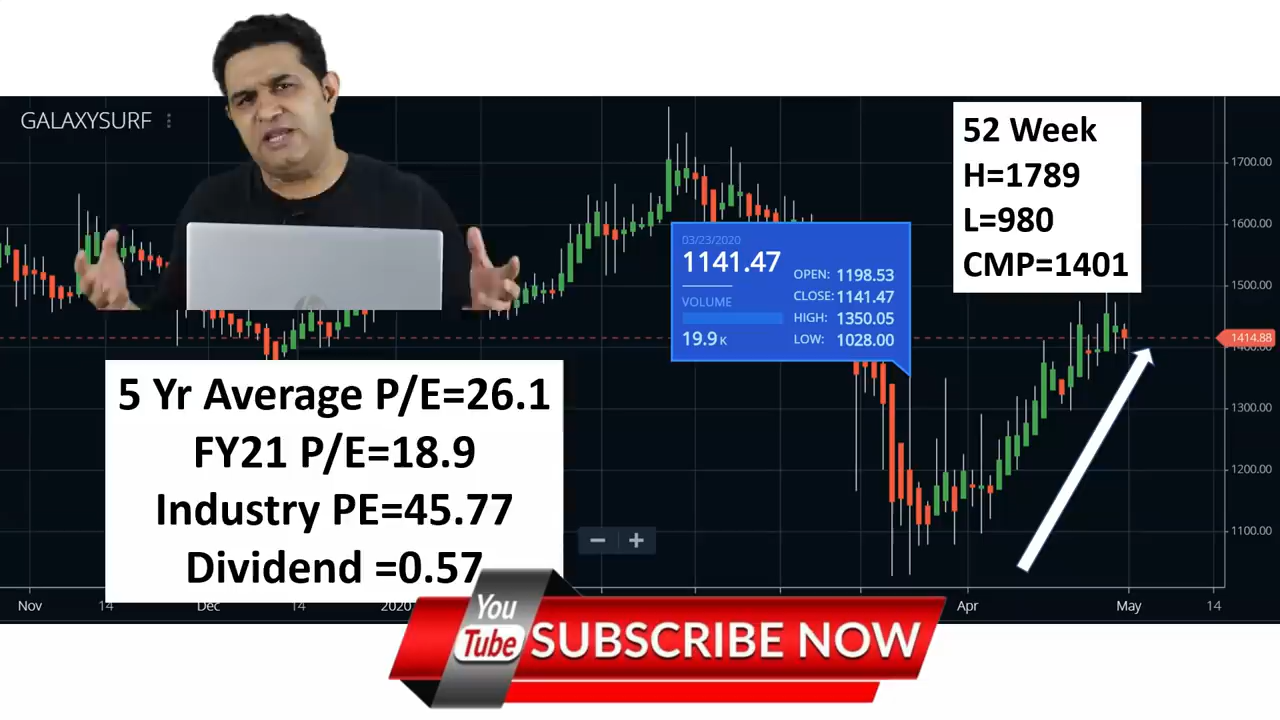 GALAXYSURF
52 Week
H=1789
L=980
CMP=1401
03/23/2020
1141.47
VOLUME
19.9K
OPEN: 1198.53
CLOSE: 1141.47
HIGH: 1350.05
LOW: 1028.00
1700.00
1600.00
1500.00
1414.88
1300.00
1200.00
1100.00
5 Yr Average P/E=26.1
FY21 P/E=18.9
Industry PE=45.77
Dividend =0.57
Nov
14
Dec
14
2020
Apr
May
14
You
Tube
SUBSCRIBE NOW